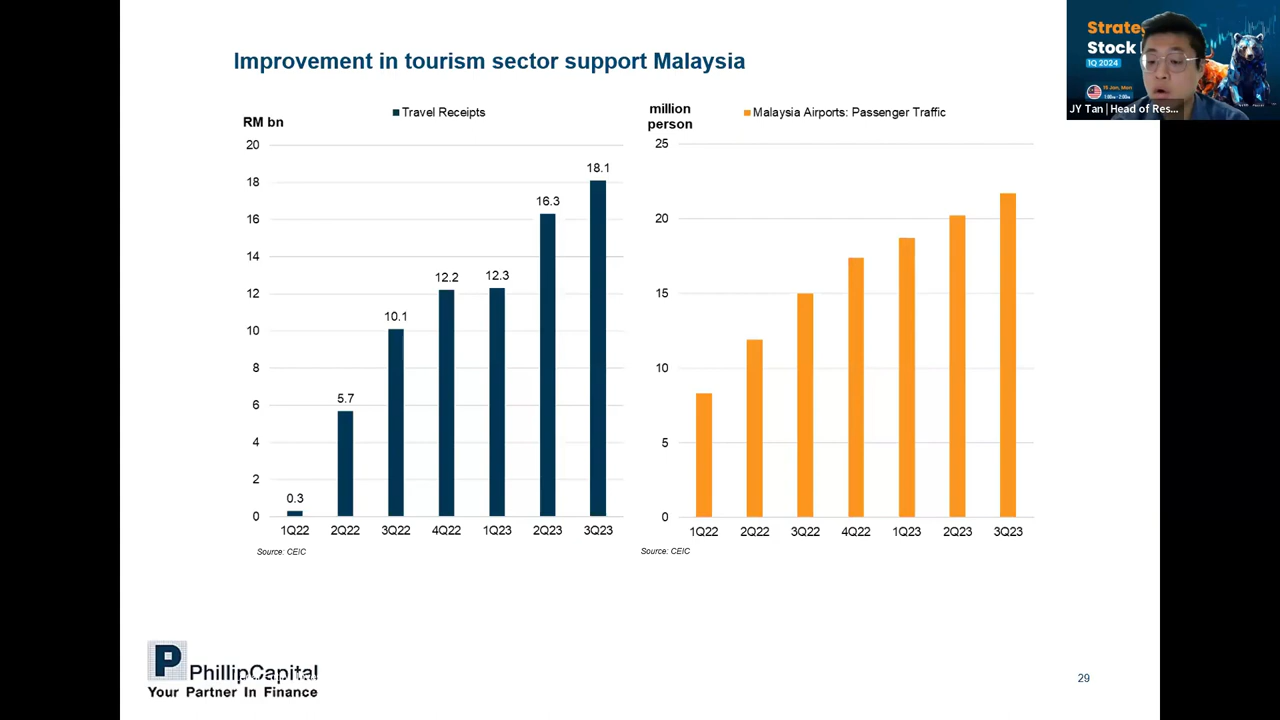 Improvement in tourism sector support Malaysia
RM bn
Travel Receipts
20
18
16
14
12
10
8
6
4
2
0
0.3
5.7
10.1
12.2
12.3
16.3
18.1
1Q22
2Q22
3Q22
4Q22
1Q23
2Q23
3Q23
Source: CEIC
million
person
Malaysia Airports: Passenger Traffic
25
20
15
10
5
0
1Q22
2Q22
3Q22
4Q22
1Q23
2Q23
3Q23
Source: CEIC
Strate
Stock
1Q 2024
15 Jan, Mon
JY Tan | Head of Res...
P
PhillipCapital
Your Partner In Finance
29